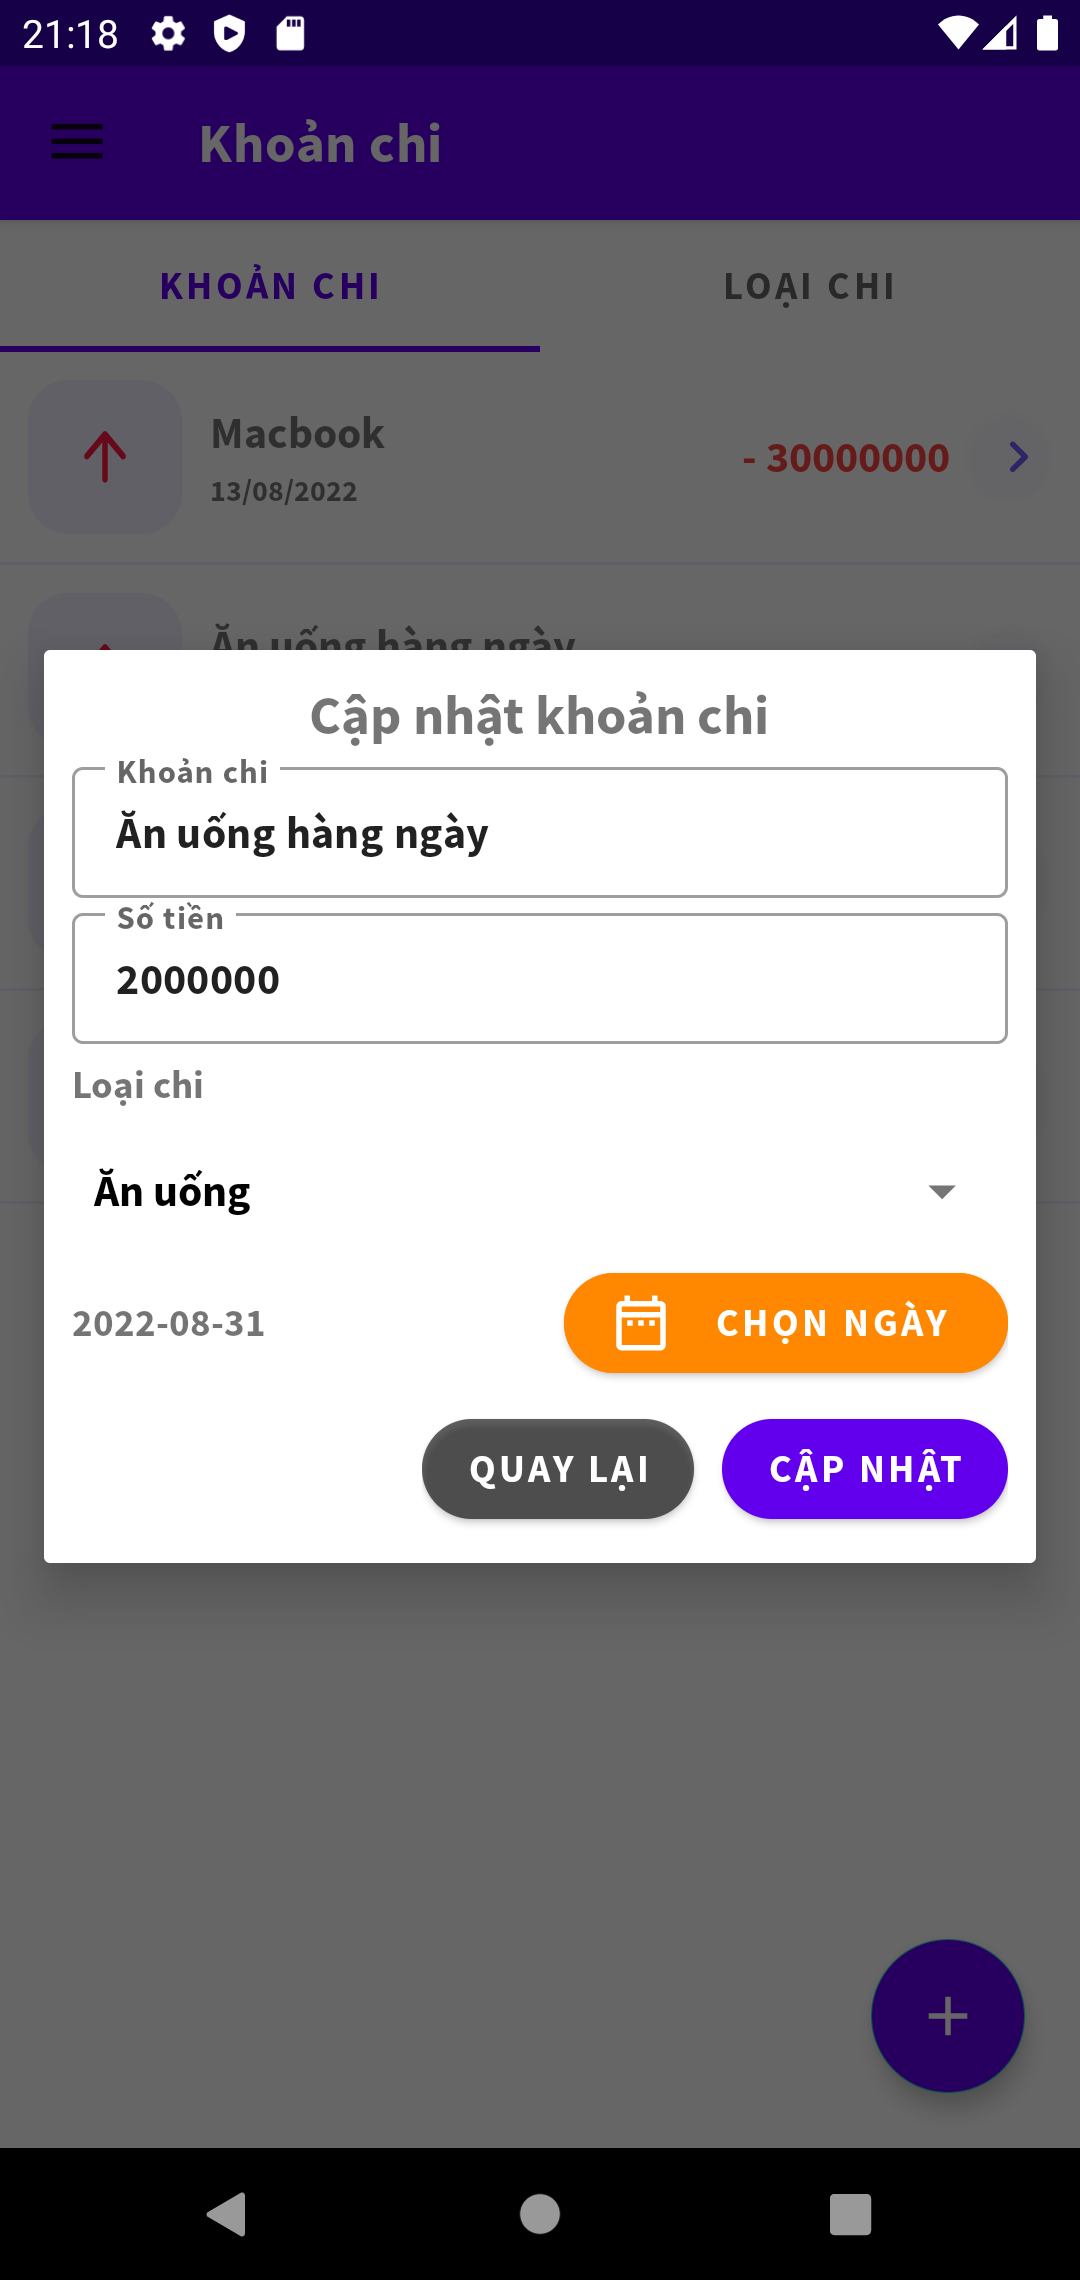 21:18
Khoản chi
KHOẢN CHI
LOẠI CHI
Macbook
- 30000000
13/08/2022
Ăn uống hàng ngày
Cập nhật khoản chi
Khoản chi
Ăn uống hàng ngày
Số tiền
2000000
Loại chi
Ăn uống
2022-08-31
CHỌN NGÀY
QUAY LẠI
CẬP NHẬT